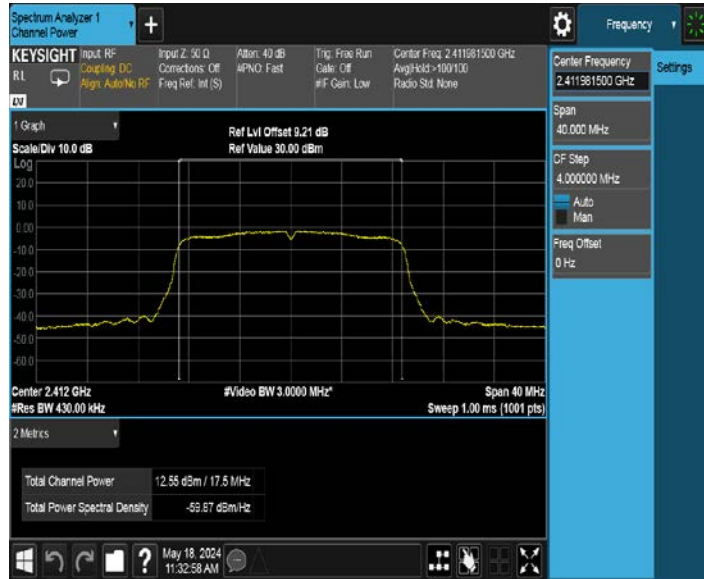 Spectrum Analyzer 1
Channel Power
+
Frequency
KEYSIGHT
RL
Input: RF
Coupling: DC
Align: Auto/No RF
Input Z: 50 Ω
Corrections: Off
Freq Ref: Int (S)
Atten: 40 dB
#PNO: Fast
Trig: Free Run
Gate: Off
#IF Gain: Low
Center Freq: 2.411981500 GHz
Avg|Hold:>100/100
Radio Std: None
Center Frequency
2.411981500 GHz
Settings
Span
40.000 MHz
CF Step
4.000000 MHz
Auto
Man
Freq Offset
0 Hz
1 Graph
Scale/Div 10.0 dB
Ref Lvl Offset 9.21 dB
Ref Value 30.00 dBm
Log
20.0
10.0
0.00
-10.0
-20.0
-30.0
-40.0
-50.0
-60.0
Center 2.412 GHz
#Video BW 3.0000 MHz*
Span 40 MHz
#Res BW 430.00 kHz
Sweep 1.00 ms (1001 pts)
2 Metrics
Total Channel Power 12.55 dBm / 17.5 MHz
Total Power Spectral Density -59.87 dBm/Hz
?
May 18, 2024
11:32:58 AM